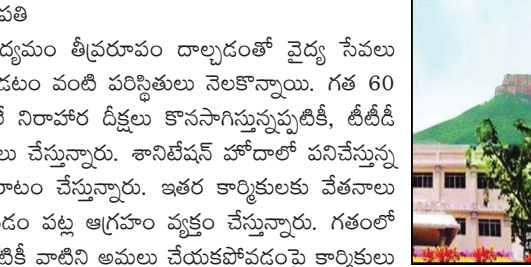 పతి
ద్యమం తీవ్రరూపం దాల్చడంతో వైద్య సేవలు
డటం వంటి పరిస్థితులు నెలకొన్నాయి. గత 60
నిరాహార దీక్షలు కొనసాగిస్తున్నప్పటికీ, టీటీడీ
లు చేస్తున్నారు. శానిటేషన్ హోదాలో పనిచేస్తున్న
రాటం చేస్తున్నారు. ఇతర కార్మికులకు వేతనాలు
డం పట్ల ఆగ్రహం వ్యక్తం చేస్తున్నారు. గతంలో
టికీ వాటిని అమలు చేయకపోవడంపై కార్మికులు